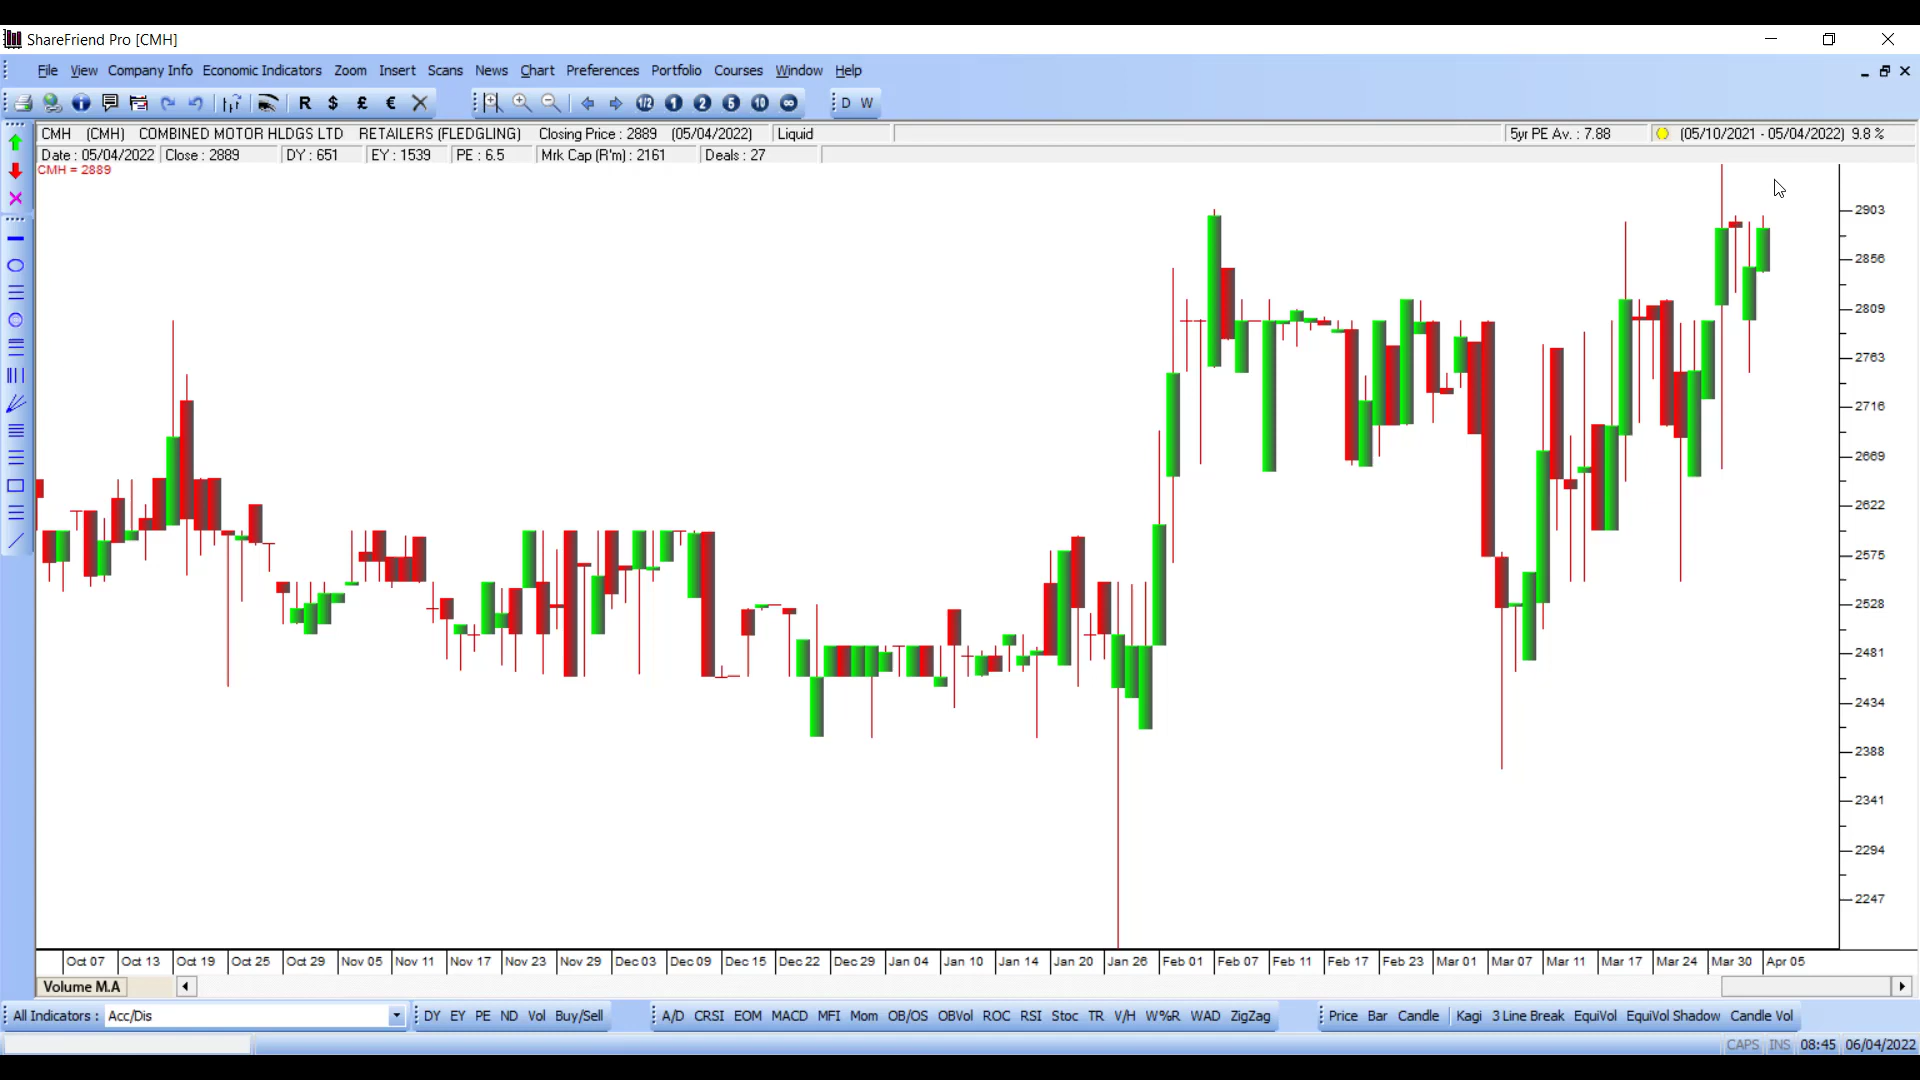 ShareFriend Pro [CMH]
File View Company Info Economic Indicators Zoom Insert Scans News Chart Preferences Portfolio Courses Window Help
R $ £ € 1/2 1 2 5 10 ∞ D W
CMH (CMH) COMBINED MOTOR HLDGS LTD RETAILERS (FLEDGLING) Closing Price : 2889 (05/04/2022) Liquid 5yr PE Av. : 7.88 (05/10/2021 - 05/04/2022) 9.8 %
Date : 05/04/2022 Close : 2889 DY : 651 EY : 1539 PE : 6.5 Mrk Cap (R'm) : 2161 Deals : 27
CMH = 2889
2903
2856
2809
2763
2716
2669
2622
2575
2528
2481
2434
2388
2341
2294
2247
Oct 07 Oct 13 Oct 19 Oct 25 Oct 29 Nov 05 Nov 11 Nov 17 Nov 23 Nov 29 Dec 03 Dec 09 Dec 15 Dec 22 Dec 29 Jan 04 Jan 10 Jan 14 Jan 20 Jan 26 Feb 01 Feb 07 Feb 11 Feb 17 Feb 23 Mar 01 Mar 07 Mar 11 Mar 17 Mar 24 Mar 30 Apr 05
Volume M.A
All Indicators : Acc/Dis DY EY PE ND Vol Buy/Sell A/D CRSI EOM MACD MFI Mom OB/OS OBVol ROC RSI Stoc TR V/H W%R WAD ZigZag Price Bar Candle Kagi 3 Line Break EquiVol EquiVol Shadow Candle Vol
CAPS INS 08:45 06/04/2022